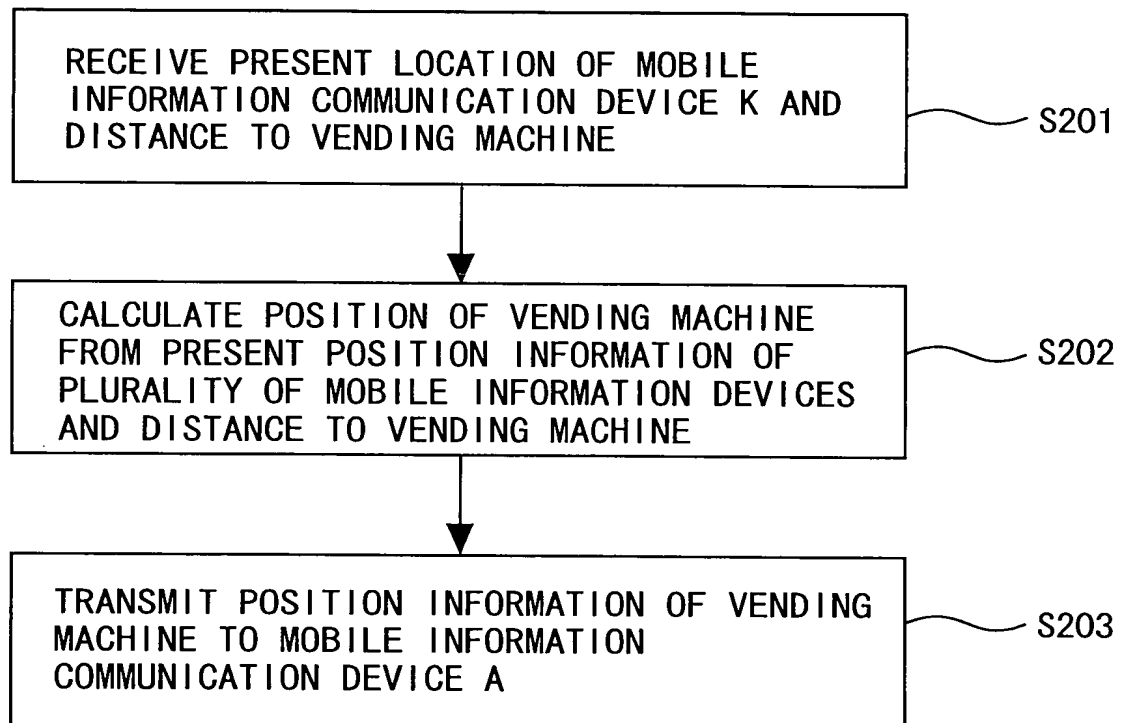 RECEIVE PRESENT LOCATION OF MOBILE
INFORMATION COMMUNICATION DEVICE K AND
DISTANCE TO VENDING MACHINE
S201
CALCULATE POSITION OF VENDING MACHINE
FROM PRESENT POSITION INFORMATION OF
PLURALITY OF MOBILE INFORMATION DEVICES
AND DISTANCE TO VENDING MACHINE
S202
TRANSMIT POSITION INFORMATION OF VENDING
MACHINE TO MOBILE INFORMATION
COMMUNICATION DEVICE A
S203